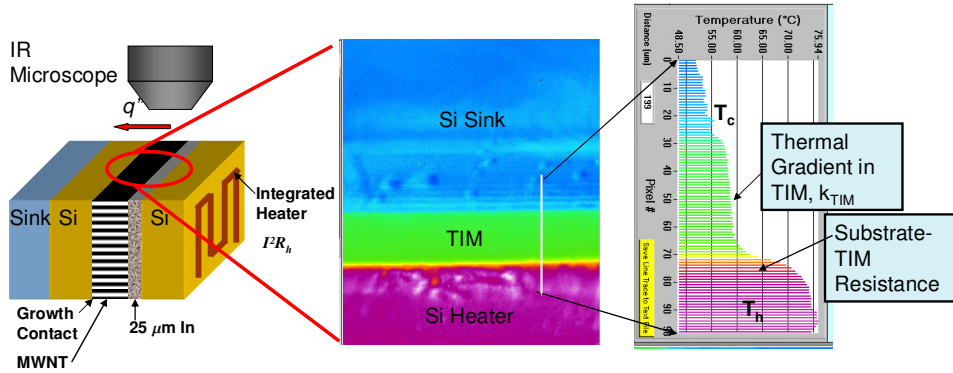 IR
Microscope
q"
Sink
Si
Si
Integrated
Heater
I²Rh
Growth
Contact
25 μm In
MWNT
Si Sink
TIM
Si Heater
Temperature (°C)
48.50 55.00 60.00 65.00 70.00 75.94
Distance (um)
199
Pixel #
Save Line Trace to Text File
0
10
20
30
40
50
60
70
80
90
Tc
Th
Thermal
Gradient in
TIM, kTIM
Substrate-
TIM
Resistance